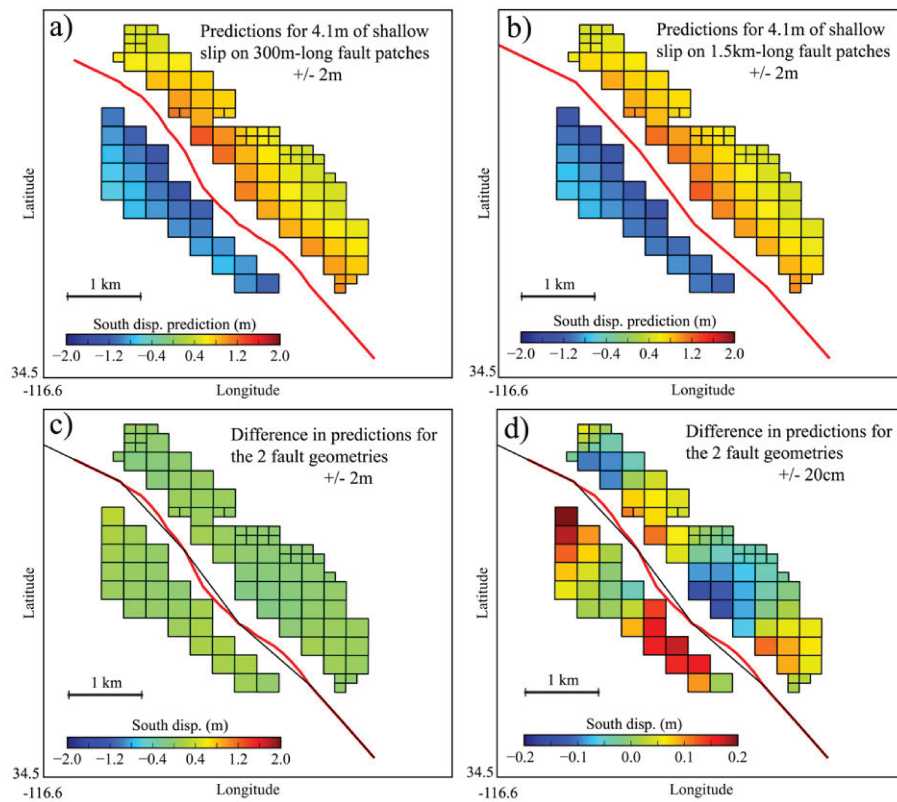 a)
Predictions for 4.1m of shallow
slip on 300m-long fault patches
+/- 2m
Latitude
1 km
South disp. prediction (m)
−2.0 −1.2 −0.4 0.4 1.2 2.0
34.5
-116.6
Longitude
b)
Predictions for 4.1m of shallow
slip on 1.5km-long fault patches
+/- 2m
Latitude
1 km
South disp. prediction (m)
−2.0 −1.2 −0.4 0.4 1.2 2.0
34.5
-116.6
Longitude
c)
Difference in predictions for
the 2 fault geometries
+/- 2m
Latitude
1 km
South disp. (m)
−2.0 −1.2 −0.4 0.4 1.2 2.0
34.5
-116.6
Longitude
d)
Difference in predictions for
the 2 fault geometries
+/- 20cm
Latitude
1 km
South disp. (m)
−0.2 −0.1 0.0 0.1 0.2
34.5
-116.6
Longitude